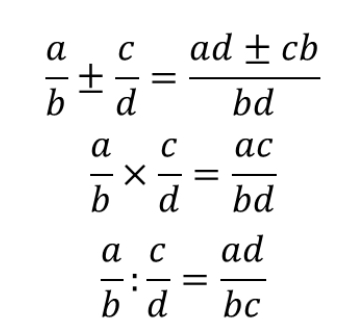 a/b ± c/d = (ad ± cb)/bd
a/b × c/d = ac/bd
a/b : c/d = ad/bc